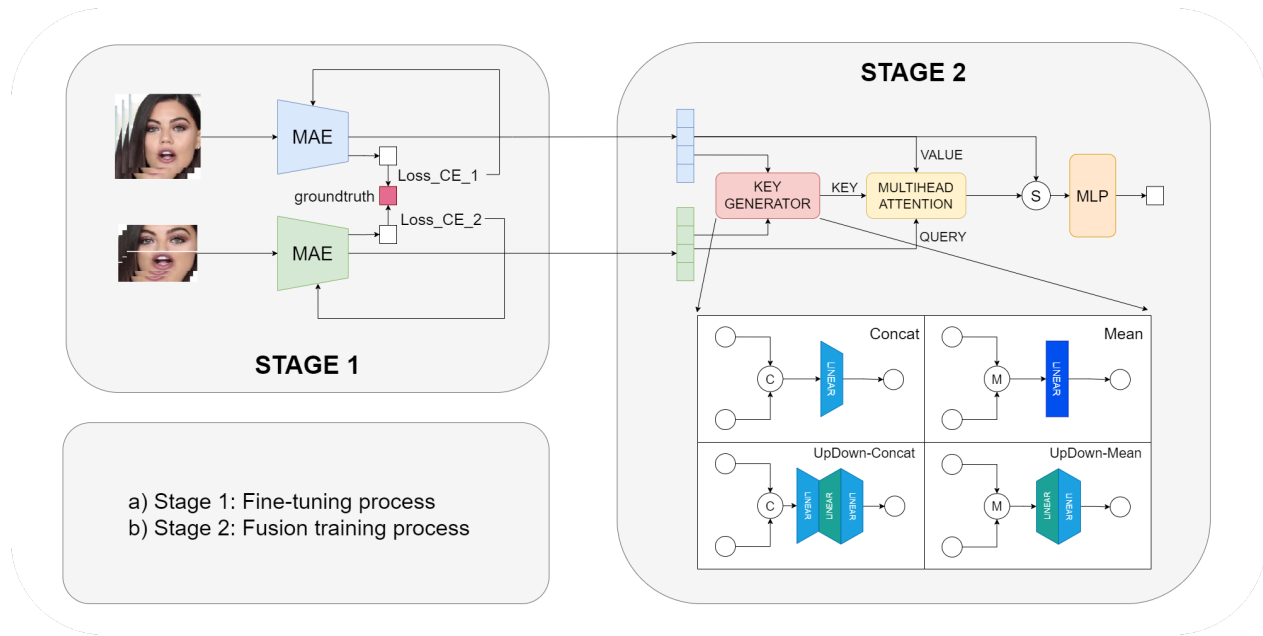 MAE
Loss_CE_1
groundtruth
Loss_CE_2
MAE
STAGE 1
a) Stage 1: Fine-tuning process
b) Stage 2: Fusion training process
STAGE 2
VALUE
KEY
GENERATOR
KEY
MULTIHEAD
ATTENTION
S
MLP
QUERY
Concat
C
LINEAR
Mean
M
LINEAR
UpDown-Concat
C
LINEAR
LINEAR
LINEAR
UpDown-Mean
M
LINEAR
LINEAR